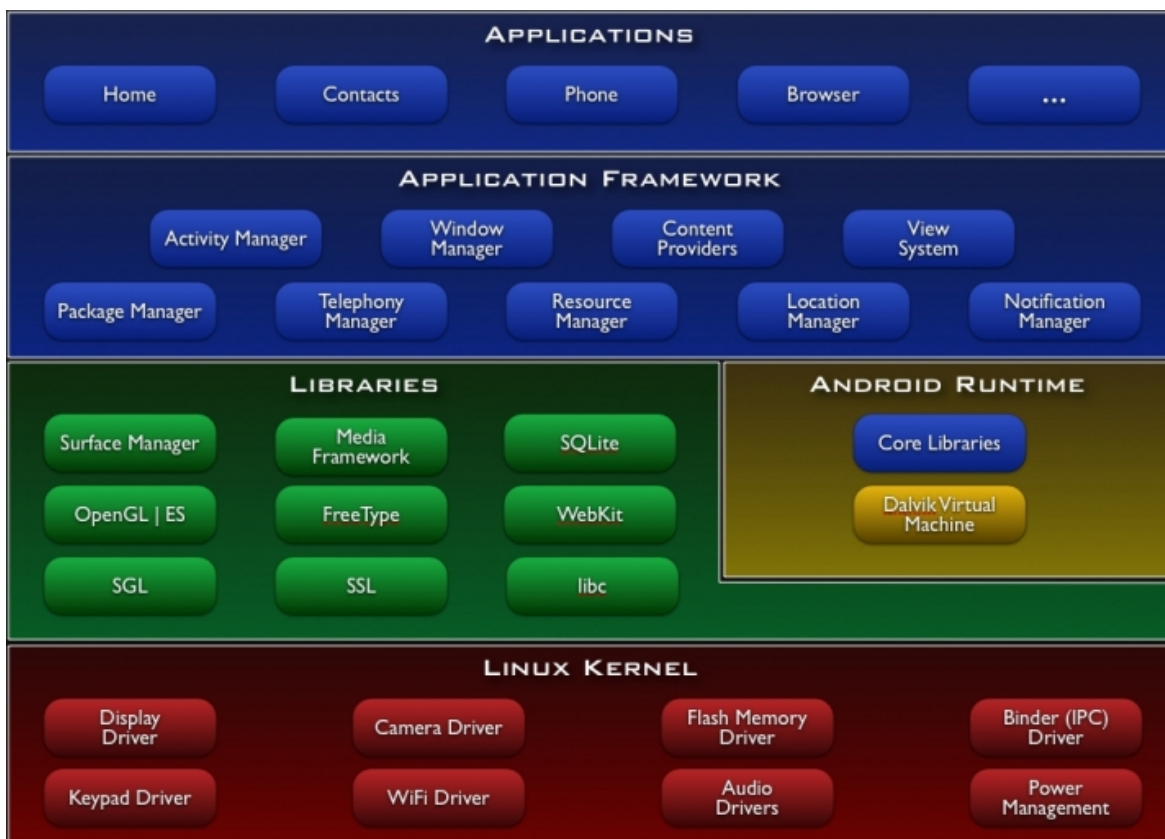 APPLICATIONS
Home
Contacts
Phone
Browser
...
APPLICATION FRAMEWORK
Activity Manager
Window
Manager
Content
Providers
View
System
Package Manager
Telephony
Manager
Resource
Manager
Location
Manager
Notification
Manager
LIBRARIES
Surface Manager
Media
Framework
SQLite
OpenGL | ES
FreeType
WebKit
SGL
SSL
libc
ANDROID RUNTIME
Core Libraries
Dalvik Virtual
Machine
LINUX KERNEL
Display
Driver
Camera Driver
Flash Memory
Driver
Binder (IPC)
Driver
Keypad Driver
WiFi Driver
Audio
Drivers
Power
Management